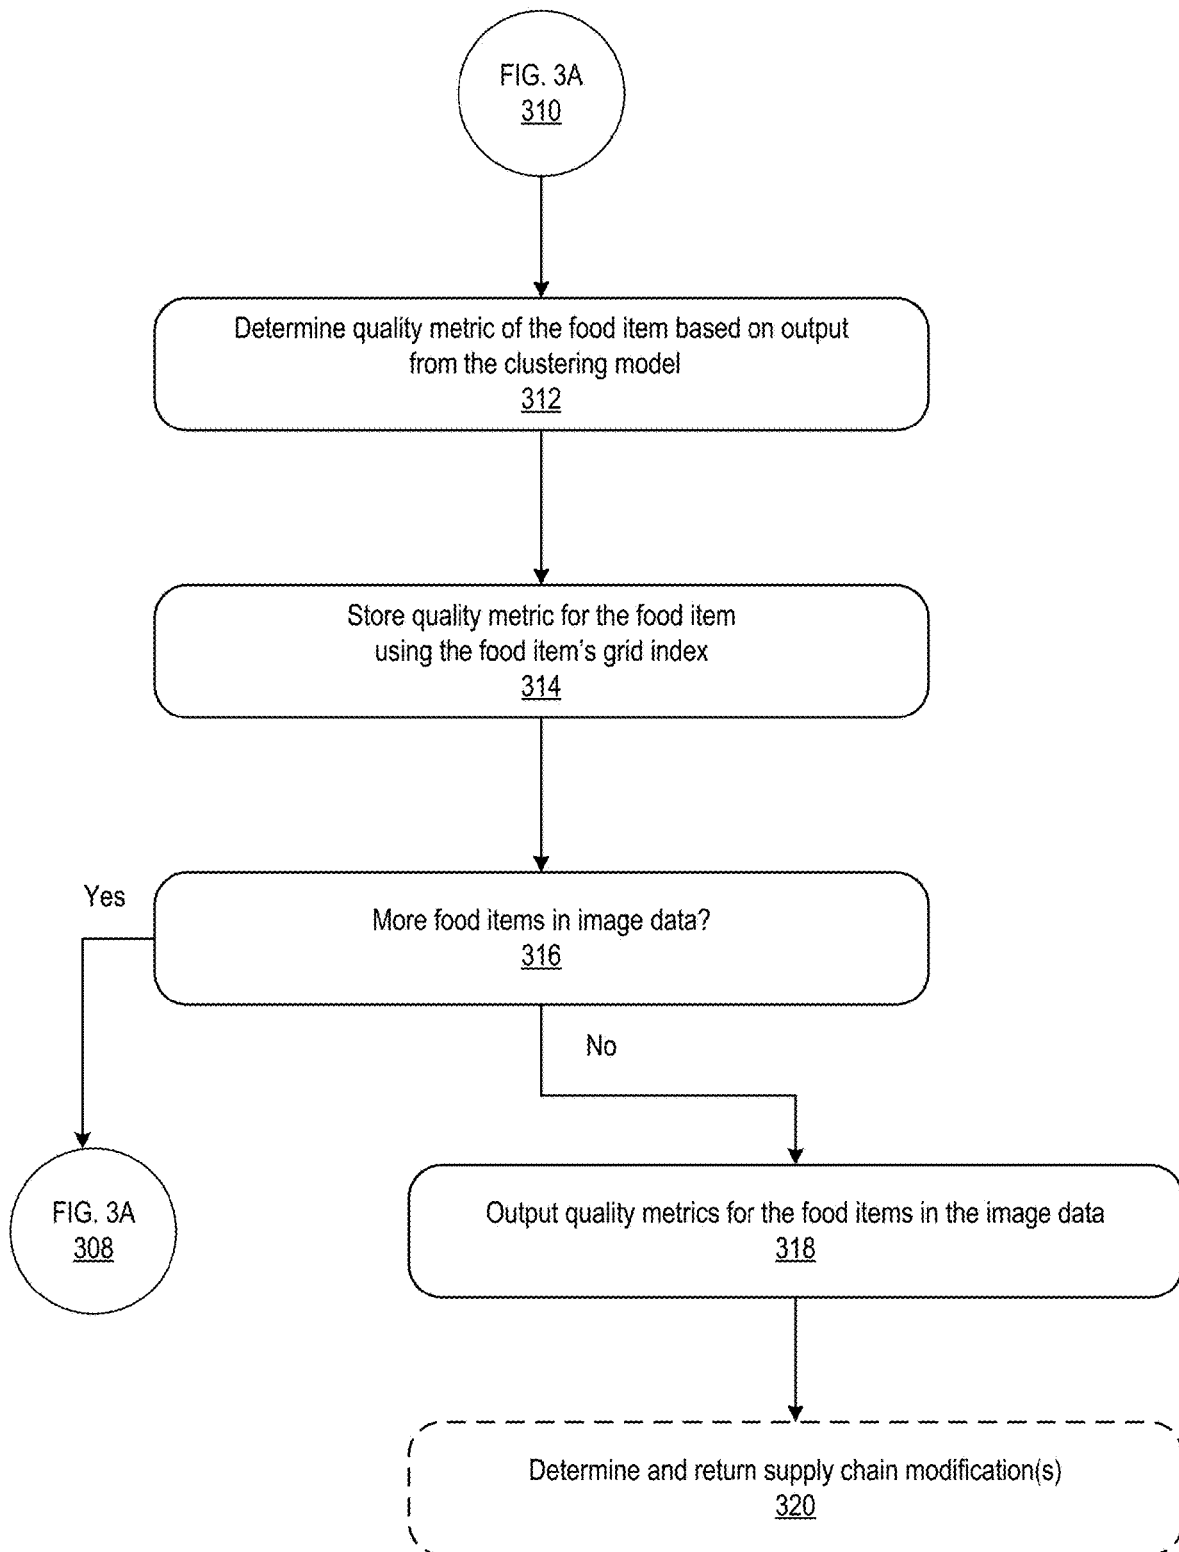 FIG. 3A
310
Determine quality metric of the food item based on output
from the clustering model
312
Store quality metric for the food item
using the food item's grid index
314
More food items in image data?
316
Yes
No
FIG. 3A
308
Output quality metrics for the food items in the image data
318
Determine and return supply chain modification(s)
320